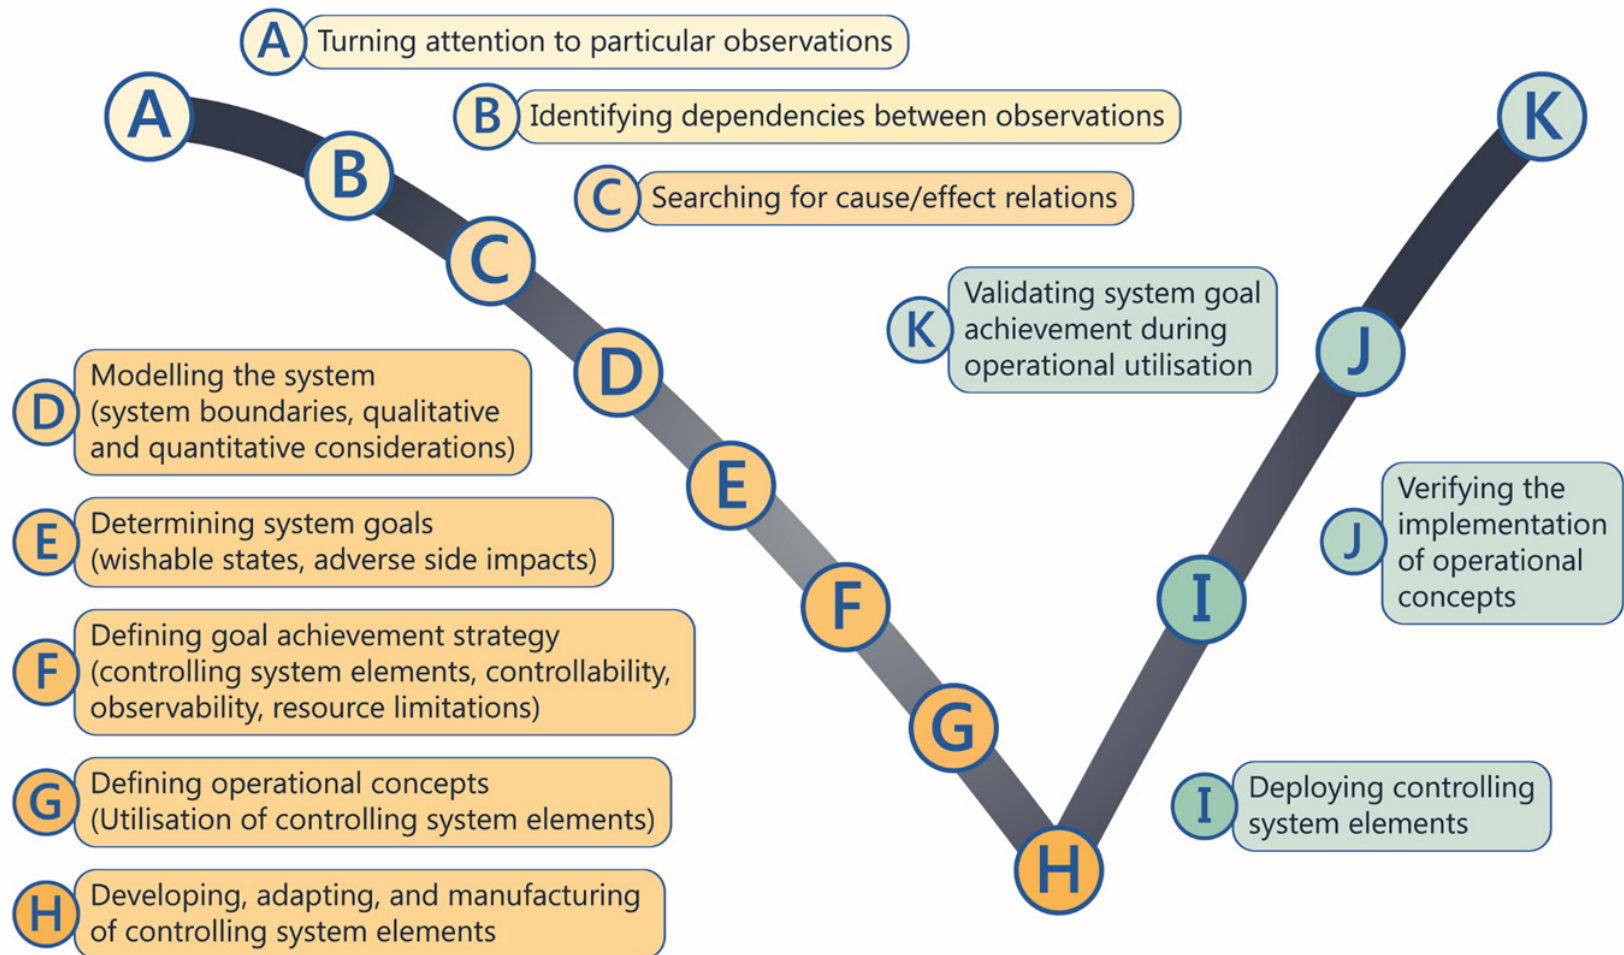 A Turning attention to particular observations
A
B Identifying dependencies between observations
K
B
C Searching for cause/effect relations
C
K Validating system goal
achievement during
operational utilisation
J
D
D Modelling the system
(system boundaries, qualitative
and quantitative considerations)
E
J Verifying the
implementation
of operational
concepts
E Determining system goals
(wishable states, adverse side impacts)
F
I
F Defining goal achievement strategy
(controlling system elements, controllability,
observability, resource limitations)
G
G Defining operational concepts
(Utilisation of controlling system elements)
I Deploying controlling
system elements
H
H Developing, adapting, and manufacturing
of controlling system elements